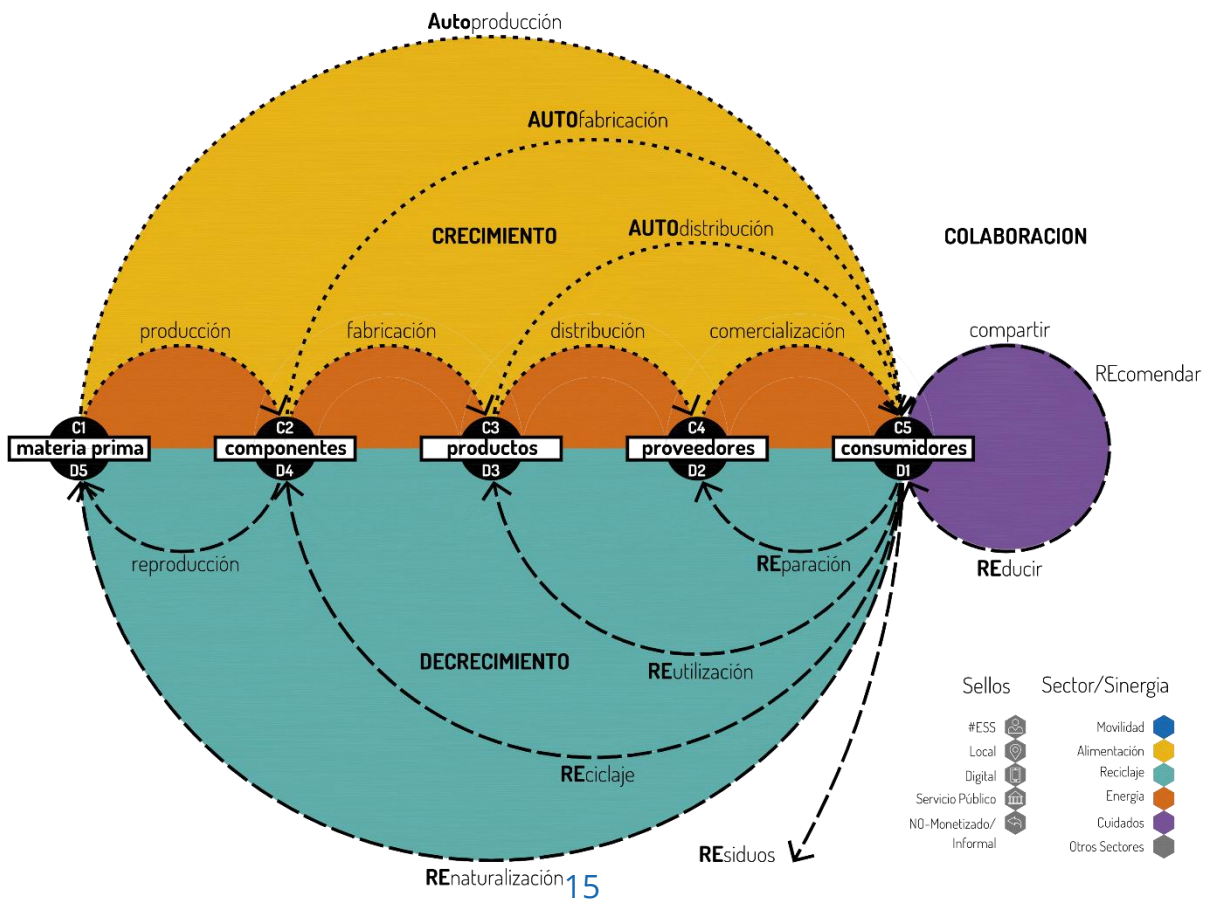 Autoproducción
AUTOfabricación
AUTOdistribución
CRECIMIENTO
COLABORACION
producción
fabricación
distribución
comercialización
compartir
REcomendar
C1
C2
C3
C4
C5
materia prima
componentes
productos
proveedores
consumidores
D5
D4
D3
D2
D1
reproducción
REparación
REducir
DECRECIMIENTO
REutilización
REciclaje
REsiduos
REnaturalización
15
Sellos
#ESS
Local
Digital
Servicio Público
NO-Monetizado/
Informal
Sector/Sinergia
Movilidad
Alimentación
Reciclaje
Energía
Cuidados
Otros Sectores